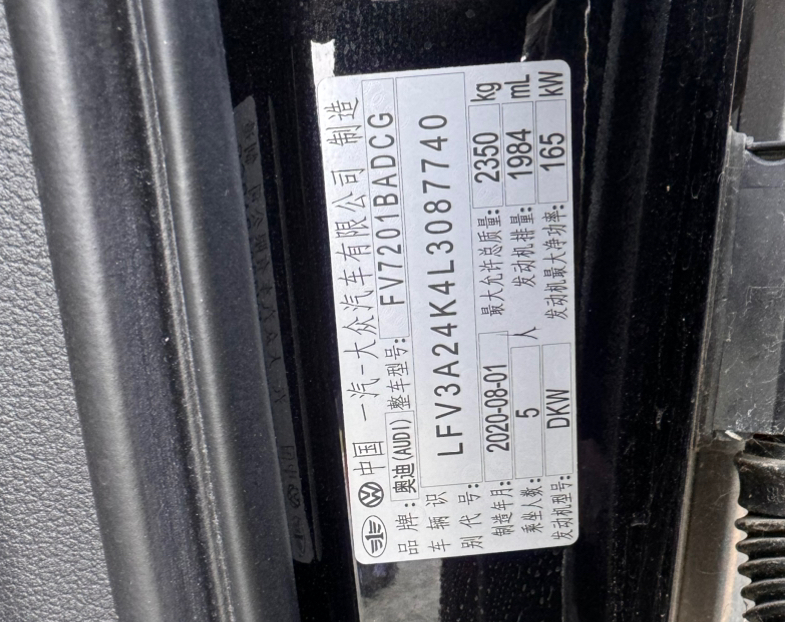 中国 一汽-大众汽车有限公司 制造
品牌: 奥迪(AUDI) 整车型号: FV7201BADCG
车辆识别代号: LFV3A24K4L3087740
制造年月: 2020-08-01 最大允许总质量: 2350 kg
乘坐人数: 5 人 发动机排量: 1984 mL
发动机型号: DKW 发动机最大净功率: 165 kW